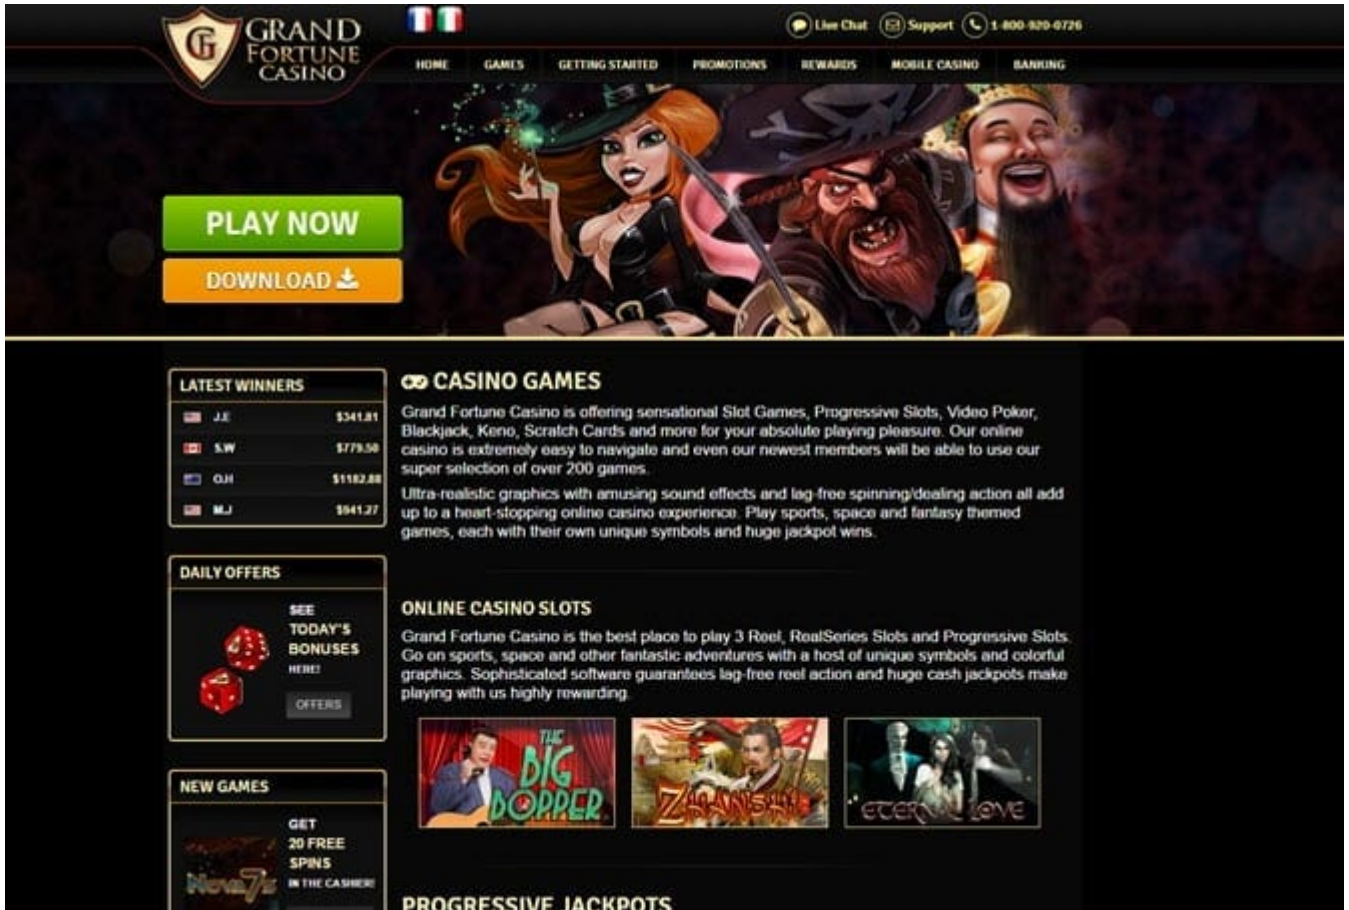 GF
GRAND
FORTUNE
CASINO
Live Chat
Support
1-800-920-0726
HOME
GAMES
GETTING STARTED
PROMOTIONS
REWARDS
MOBILE CASINO
BANKING
PLAY NOW
DOWNLOAD
LATEST WINNERS
J.E $341.81
S.W $779.50
O.H $1182.88
M.J $941.27
DAILY OFFERS
SEE
TODAY'S
BONUSES
HERE!
OFFERS
NEW GAMES
Nova7s
GET
20 FREE
SPINS
IN THE CASHIER!
CASINO GAMES
Grand Fortune Casino is offering sensational Slot Games, Progressive Slots, Video Poker,
Blackjack, Keno, Scratch Cards and more for your absolute playing pleasure. Our online
casino is extremely easy to navigate and even our newest members will be able to use our
super selection of over 200 games.
Ultra-realistic graphics with amusing sound effects and lag-free spinning/dealing action all add
up to a heart-stopping online casino experience. Play sports, space and fantasy themed
games, each with their own unique symbols and huge jackpot wins.
ONLINE CASINO SLOTS
Grand Fortune Casino is the best place to play 3 Reel, RealSeries Slots and Progressive Slots.
Go on sports, space and other fantastic adventures with a host of unique symbols and colorful
graphics. Sophisticated software guarantees lag-free reel action and huge cash jackpots make
playing with us highly rewarding.
THE
BIG
BOPPER
ZHANSHI
ETERNAL LOVE
PROGRESSIVE JACKPOTS